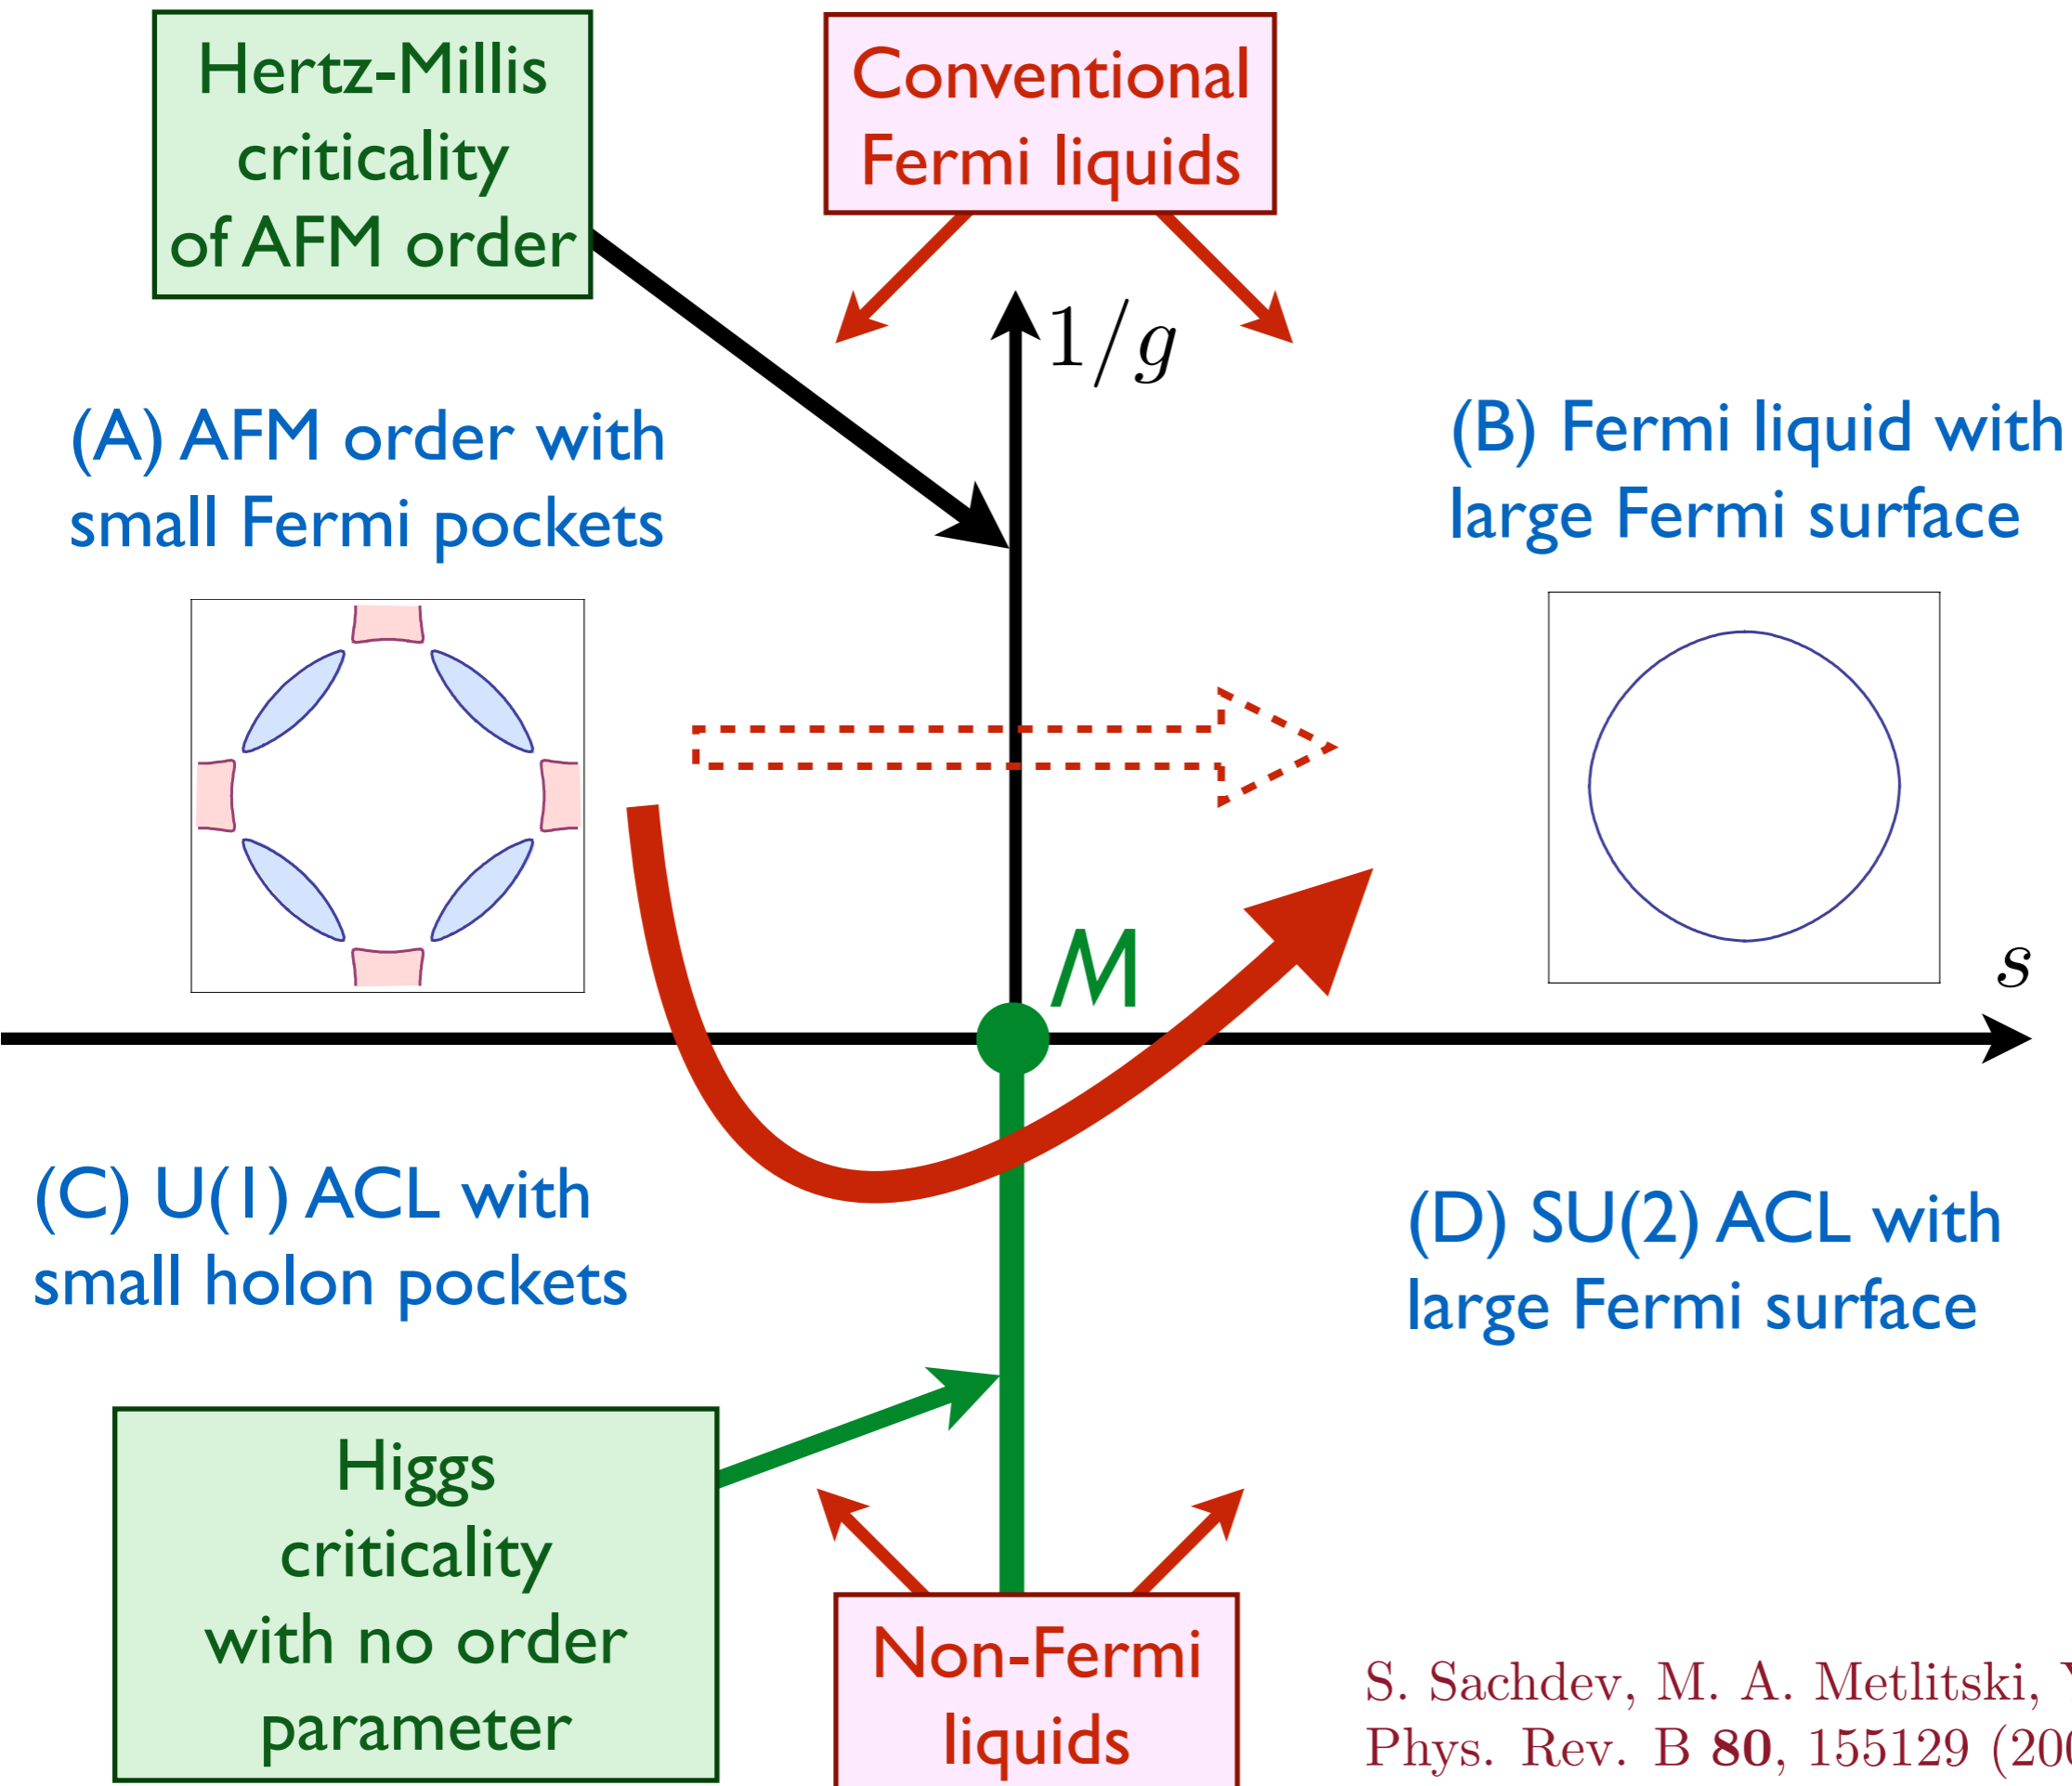 Hertz-Millis
criticality
of AFM order
Conventional
Fermi liquids
1/g
(A) AFM order with
small Fermi pockets
(B) Fermi liquid with
large Fermi surface
M
s
(C) U(1) ACL with
small holon pockets
(D) SU(2) ACL with
large Fermi surface
Higgs
criticality
with no order
parameter
Non-Fermi
liquids
S. Sachdev, M. A. Metlitski,
Phys. Rev. B 80, 155129